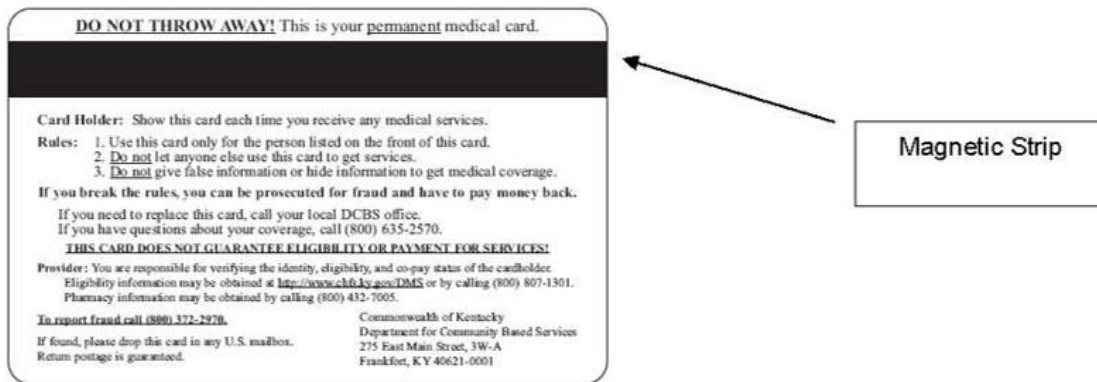 DO NOT THROW AWAY! This is your permanent medical card.
Magnetic Strip
Card Holder: Show this card each time you receive any medical services.
Rules: 1. Use this card only for the person listed on the front of this card.
2. Do not let anyone else use this card to get services.
3. Do not give false information or hide information to get medical coverage.
If you break the rules, you can be prosecuted for fraud and have to pay money back.
If you need to replace this card, call your local DCBS office.
If you have questions about your coverage, call (800) 635-2570.
THIS CARD DOES NOT GUARANTEE ELIGIBILITY OR PAYMENT FOR SERVICES!
Provider: You are responsible for verifying the identity, eligibility, and co-pay status of the cardholder.
Eligibility information may be obtained at http://www.chfs.ky.gov/DMS or by calling (800) 807-1301.
Pharmacy information may be obtained by calling (800) 432-7005.
To report fraud call (800) 372-2970.
If found, please drop this card in any U.S. mailbox.
Return postage is guaranteed.
Commonwealth of Kentucky
Department for Community Based Services
275 East Main Street, 3W-A
Frankfort, KY 40621-0001